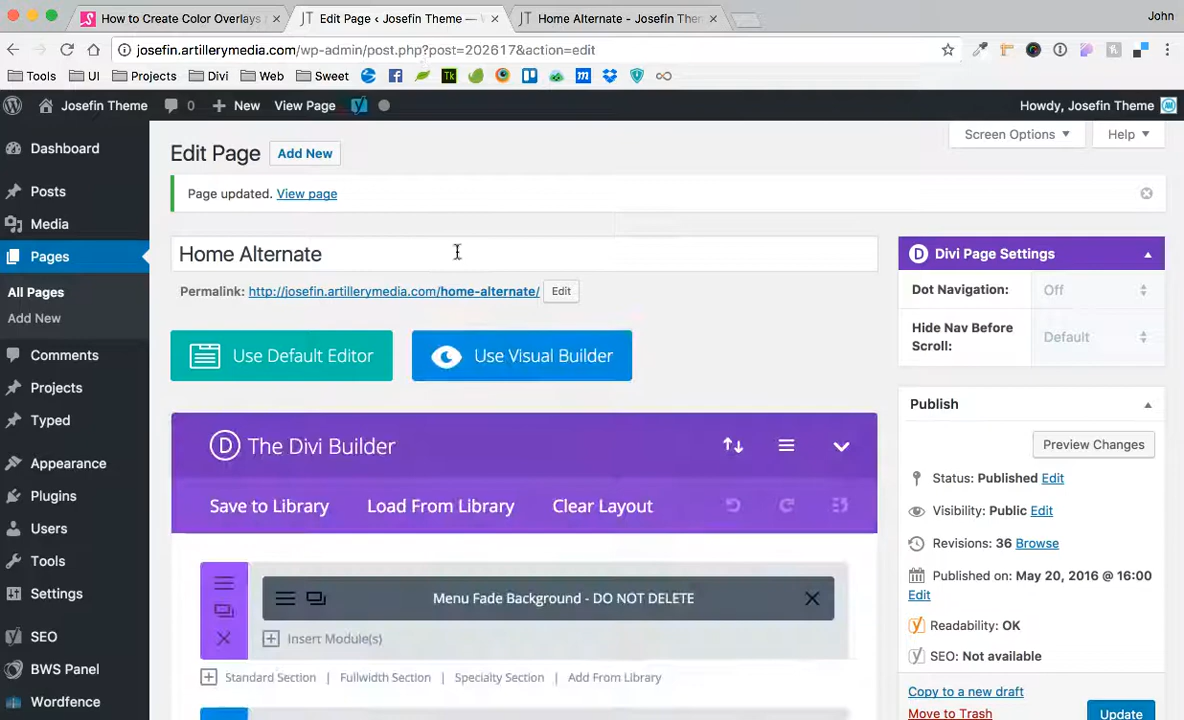 How to Create Color Overlays
Edit Page ‹ Josefin Theme — W
Home Alternate - Josefin Ther
John
josefin.artillerymedia.com/wp-admin/post.php?post=202617&action=edit
Tools UI Projects Divi Web Sweet
Josefin Theme 0 New View Page Howdy, Josefin Theme
Screen Options Help
Dashboard
Posts
Media
Pages
All Pages
Add New
Comments
Projects
Typed
Appearance
Plugins
Users
Tools
Settings
SEO
BWS Panel
Wordfence
Edit Page Add New
Page updated. View page
Home Alternate
Permalink: http://josefin.artillerymedia.com/home-alternate/ Edit
Use Default Editor Use Visual Builder
The Divi Builder
Save to Library Load From Library Clear Layout
Menu Fade Background - DO NOT DELETE
Insert Module(s)
Standard Section | Fullwidth Section | Specialty Section | Add From Library
Divi Page Settings
Dot Navigation: Off
Hide Nav Before
Scroll: Default
Publish
Preview Changes
Status: Published Edit
Visibility: Public Edit
Revisions: 36 Browse
Published on: May 20, 2016 @ 16:00
Edit
Readability: OK
SEO: Not available
Copy to a new draft
Move to Trash
Update